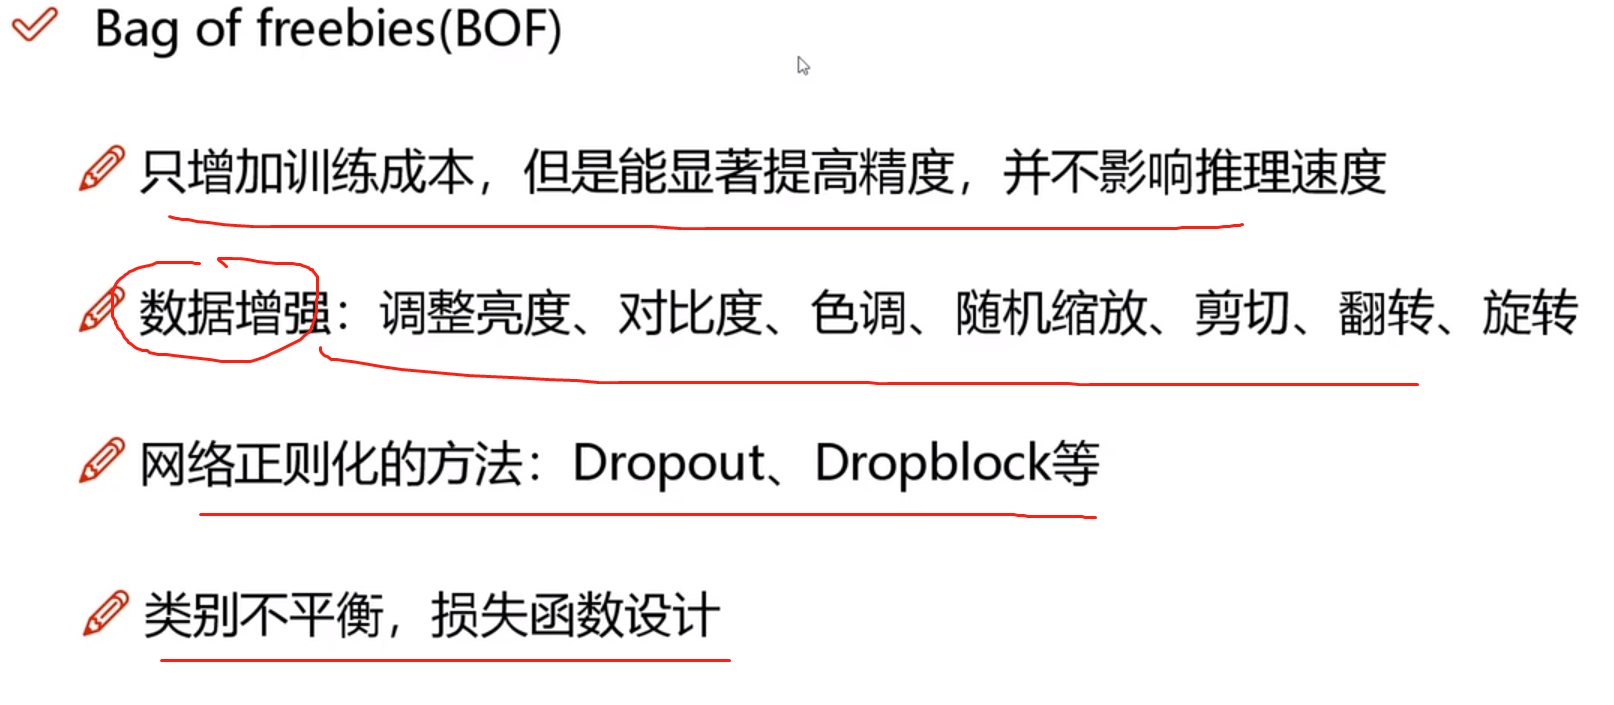 Bag of freebies(BOF)
只增加训练成本，但是能显著提高精度，并不影响推理速度
数据增强：调整亮度、对比度、色调、随机缩放、剪切、翻转、旋转
网络正则化的方法：Dropout、Dropblock等
类别不平衡，损失函数设计